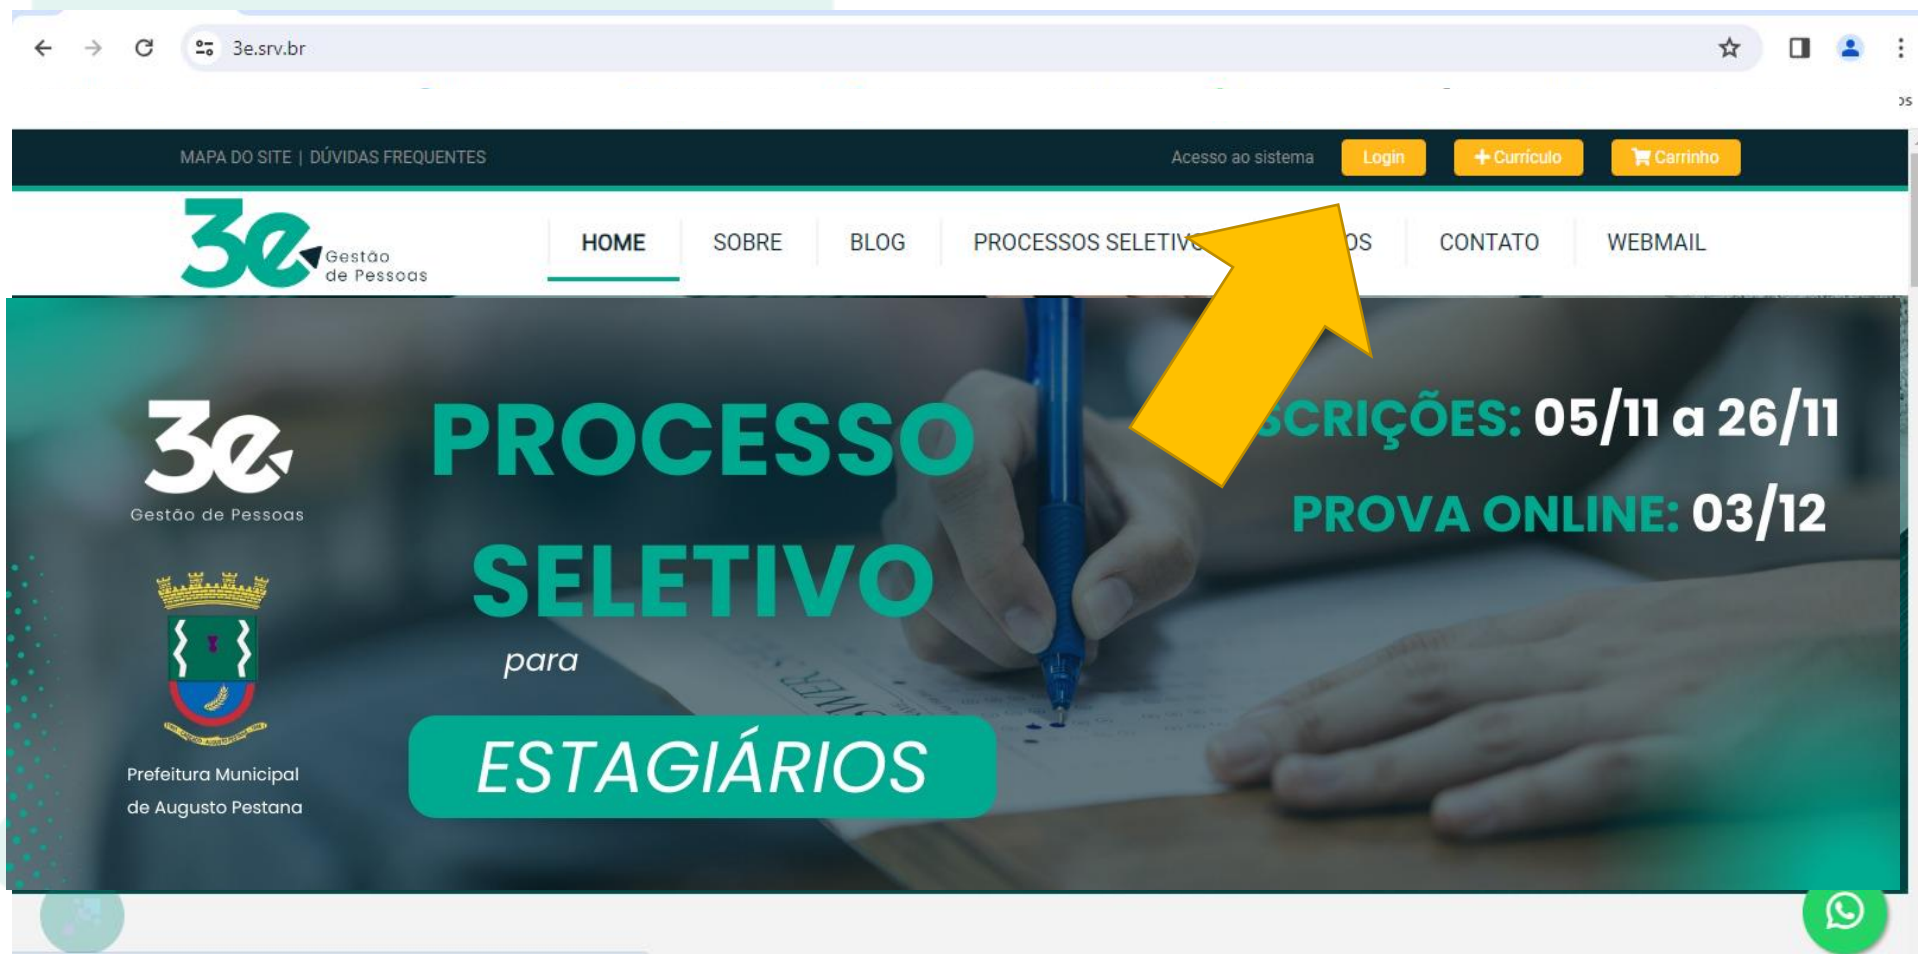 3e.srv.br
os
MAPA DO SITE | DÚVIDAS FREQUENTES
Acesso ao sistema Login + Currículo Carrinho
3e Gestão de Pessoas
HOME SOBRE BLOG PROCESSOS SELETIVO OS CONTATO WEBMAIL
3e
Gestão de Pessoas
Prefeitura Municipal
de Augusto Pestana
PROCESSO
SELETIVO
para
ESTAGIÁRIOS
SCRIÇÕES: 05/11 a 26/11
PROVA ONLINE: 03/12